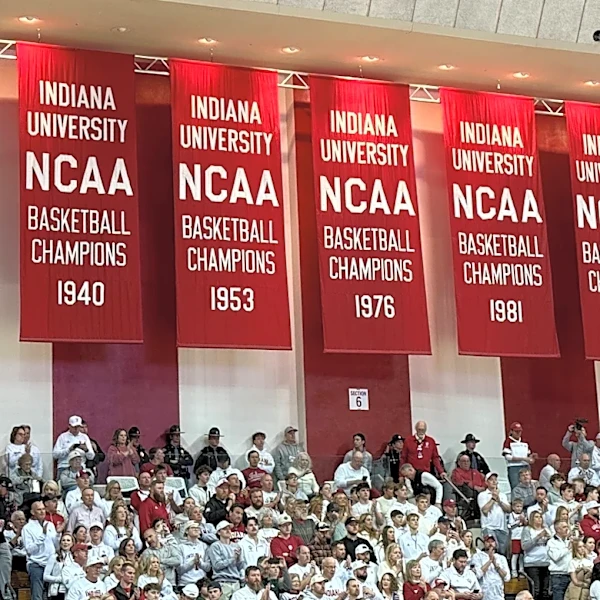 INDIANA
UNIVERSITY
NCAA
BASKETBALL
CHAMPIONS
1940
INDIANA
UNIVERSITY
NCAA
BASKETBALL
CHAMPIONS
1953
INDIANA
UNIVERSITY
NCAA
BASKETBALL
CHAMPIONS
1976
INDIANA
UNIVERSITY
NCAA
BASKETBALL
CHAMPIONS
1981
SECTION
6